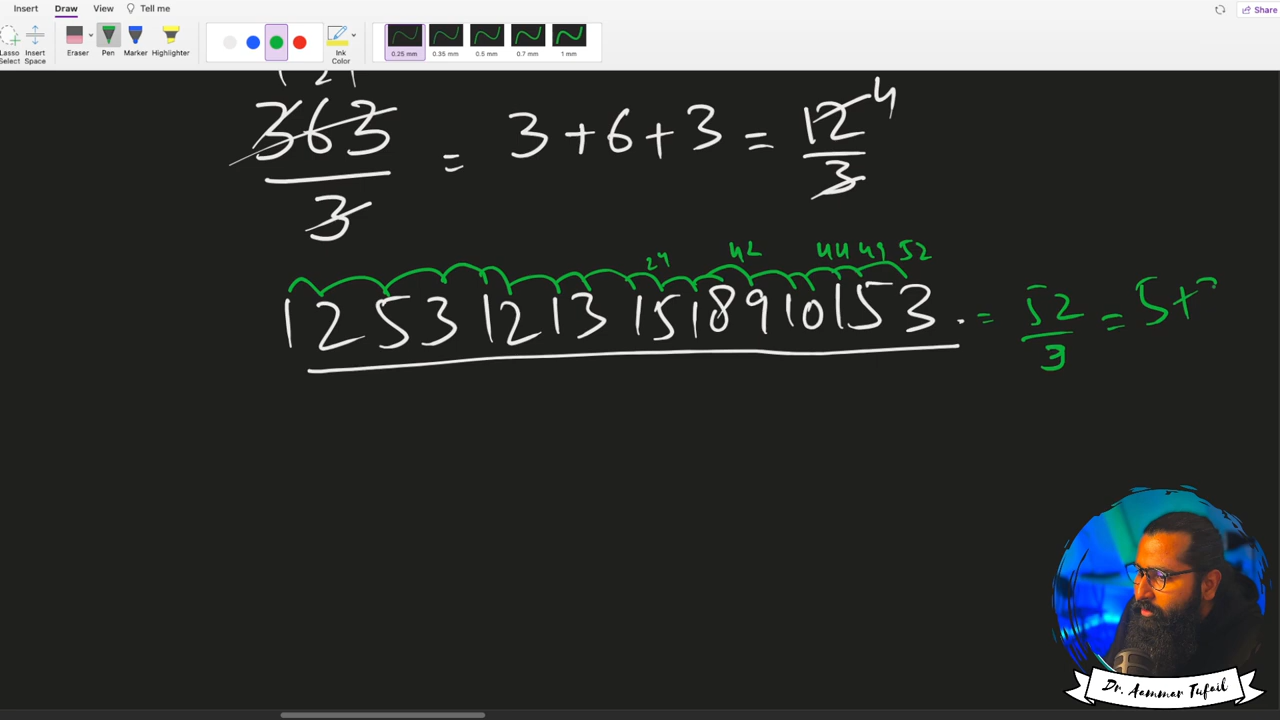 Insert Draw View Tell me Share
Lasso Select Insert Space Eraser Pen Marker Highlighter Ink Color 0.25 mm 0.35 mm 0.5 mm 0.7 mm 1 mm
363/3 = 3+6+3 = 12/3 4
24 42 44 49 52
125312131518910153. = 52/3 = 5+
Dr. Aammar Tufail